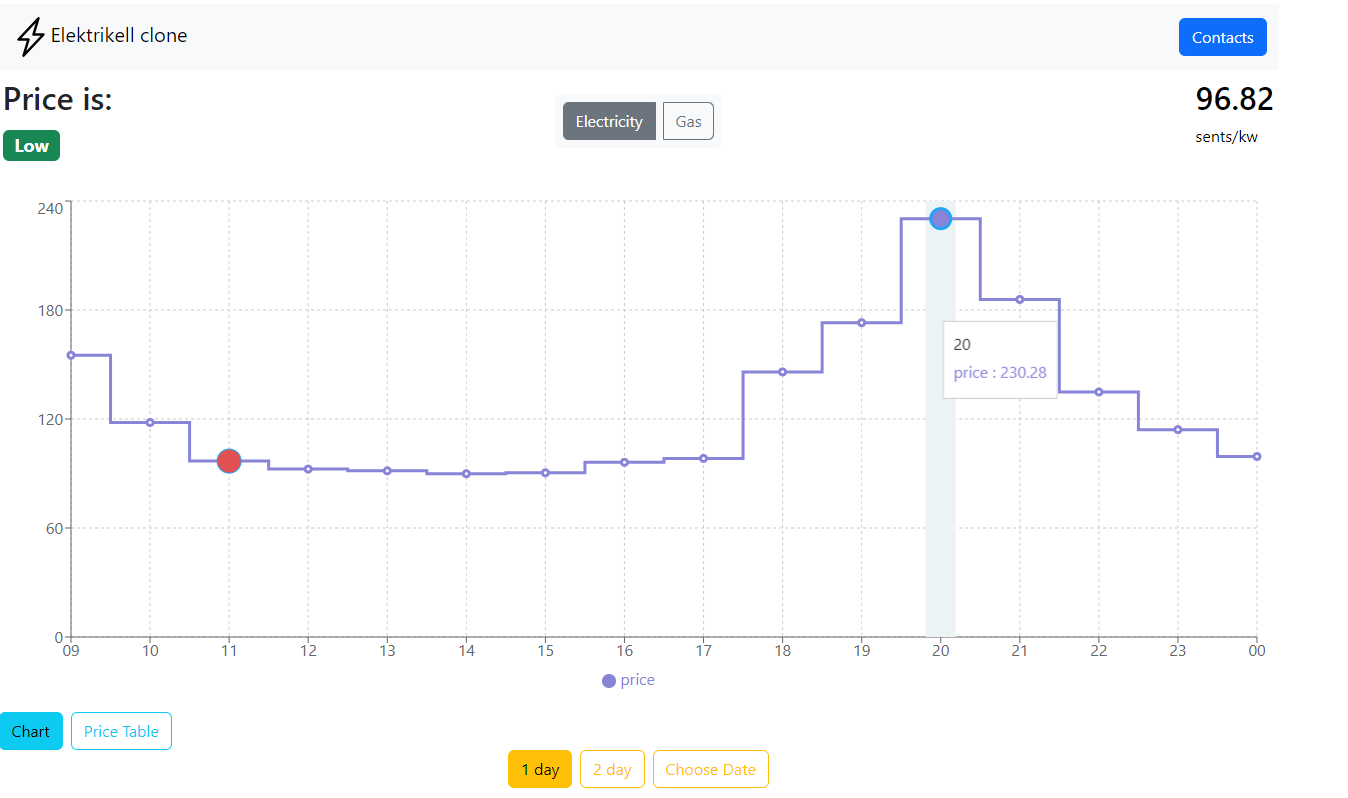 Elektrikell clone
Contacts
Price is:
Low
Electricity
Gas
96.82
sents/kw
240
180
120
60
0
20
price : 230.28
09 10 11 12 13 14 15 16 17 18 19 20 21 22 23 00
price
Chart
Price Table
1 day
2 day
Choose Date